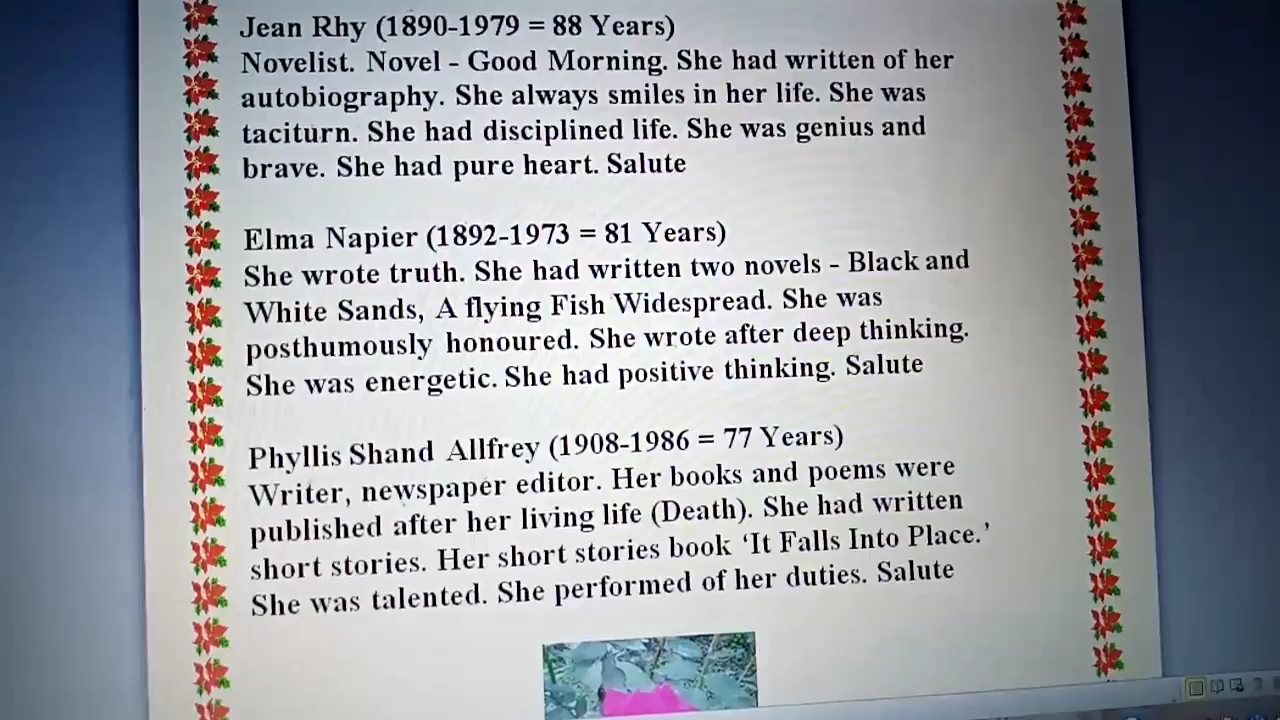 Jean Rhy (1890-1979 = 88 Years)
Novelist. Novel - Good Morning. She had written of her
autobiography. She always smiles in her life. She was
taciturn. She had disciplined life. She was genius and
brave. She had pure heart. Salute
Elma Napier (1892-1973 = 81 Years)
She wrote truth. She had written two novels - Black and
White Sands, A flying Fish Widespread. She was
posthumously honoured. She wrote after deep thinking.
She was energetic. She had positive thinking. Salute
Phyllis Shand Allfrey (1908-1986 = 77 Years)
Writer, newspaper editor. Her books and poems were
published after her living life (Death). She had written
short stories. Her short stories book ‘It Falls Into Place.’
She was talented. She performed of her duties. Salute